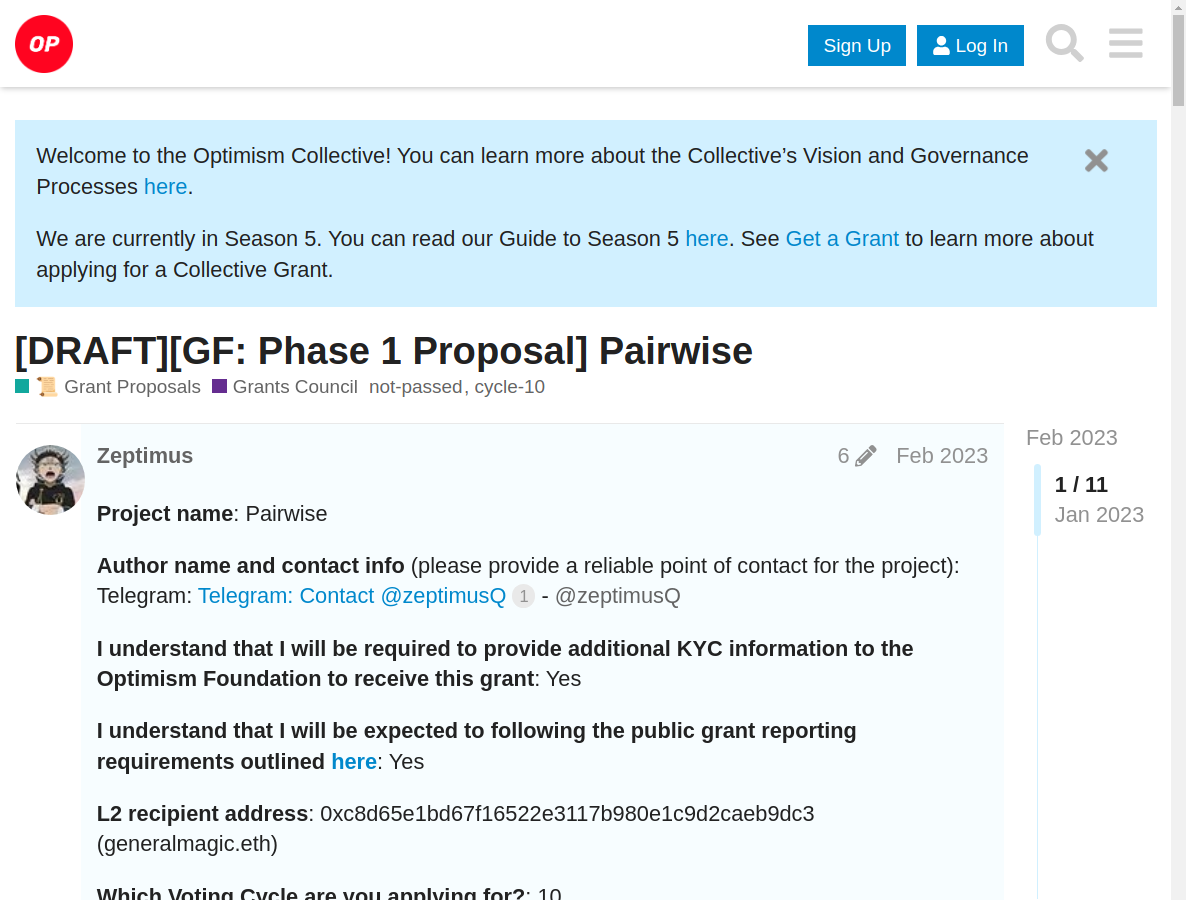 OP
Sign Up
Log In
Welcome to the Optimism Collective! You can learn more about the Collective’s Vision and Governance
Processes here.
We are currently in Season 5. You can read our Guide to Season 5 here. See Get a Grant to learn more about
applying for a Collective Grant.
[DRAFT][GF: Phase 1 Proposal] Pairwise
📜 Grant Proposals Grants Council not-passed, cycle-10
Zeptimus 6 Feb 2023
Feb 2023
1 / 11
Jan 2023
Project name: Pairwise
Author name and contact info (please provide a reliable point of contact for the project):
Telegram: Telegram: Contact @zeptimusQ 1 - @zeptimusQ
I understand that I will be required to provide additional KYC information to the
Optimism Foundation to receive this grant: Yes
I understand that I will be expected to following the public grant reporting
requirements outlined here: Yes
L2 recipient address: 0xc8d65e1bd67f16522e3117b980e1c9d2caeb9dc3
(generalmagic.eth)
Which Voting Cycle are you applying for?: 10